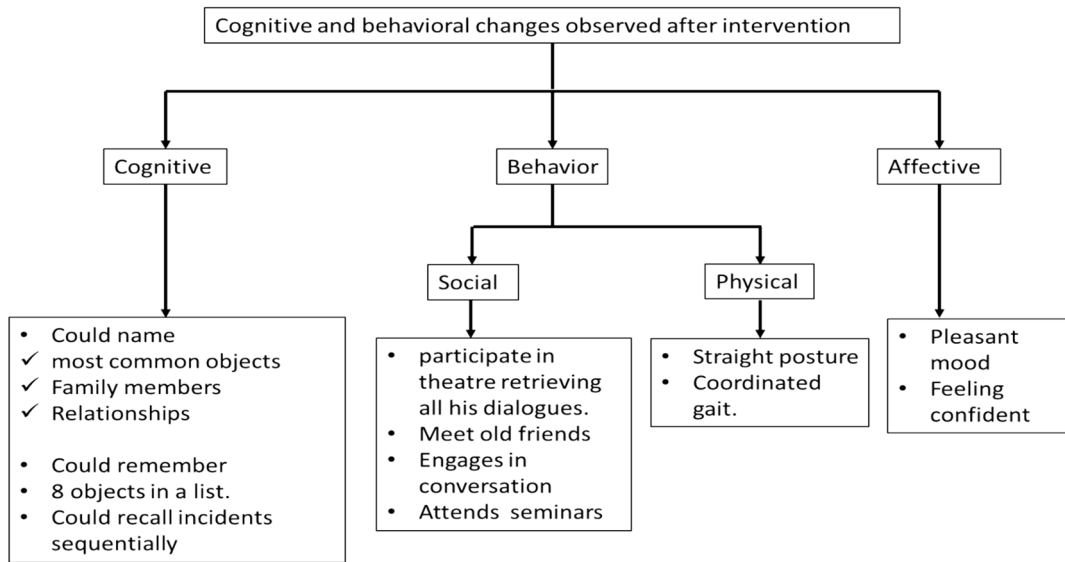 Cognitive and behavioral changes observed after intervention
Cognitive
Behavior
Affective
Social
Physical
• Could name
✓ most common objects
✓ Family members
✓ Relationships
• Could remember
• 8 objects in a list.
• Could recall incidents
sequentially
• participate in
theatre retrieving
all his dialogues.
• Meet old friends
• Engages in
conversation
• Attends seminars
• Straight posture
• Coordinated
gait.
• Pleasant
mood
• Feeling
confident